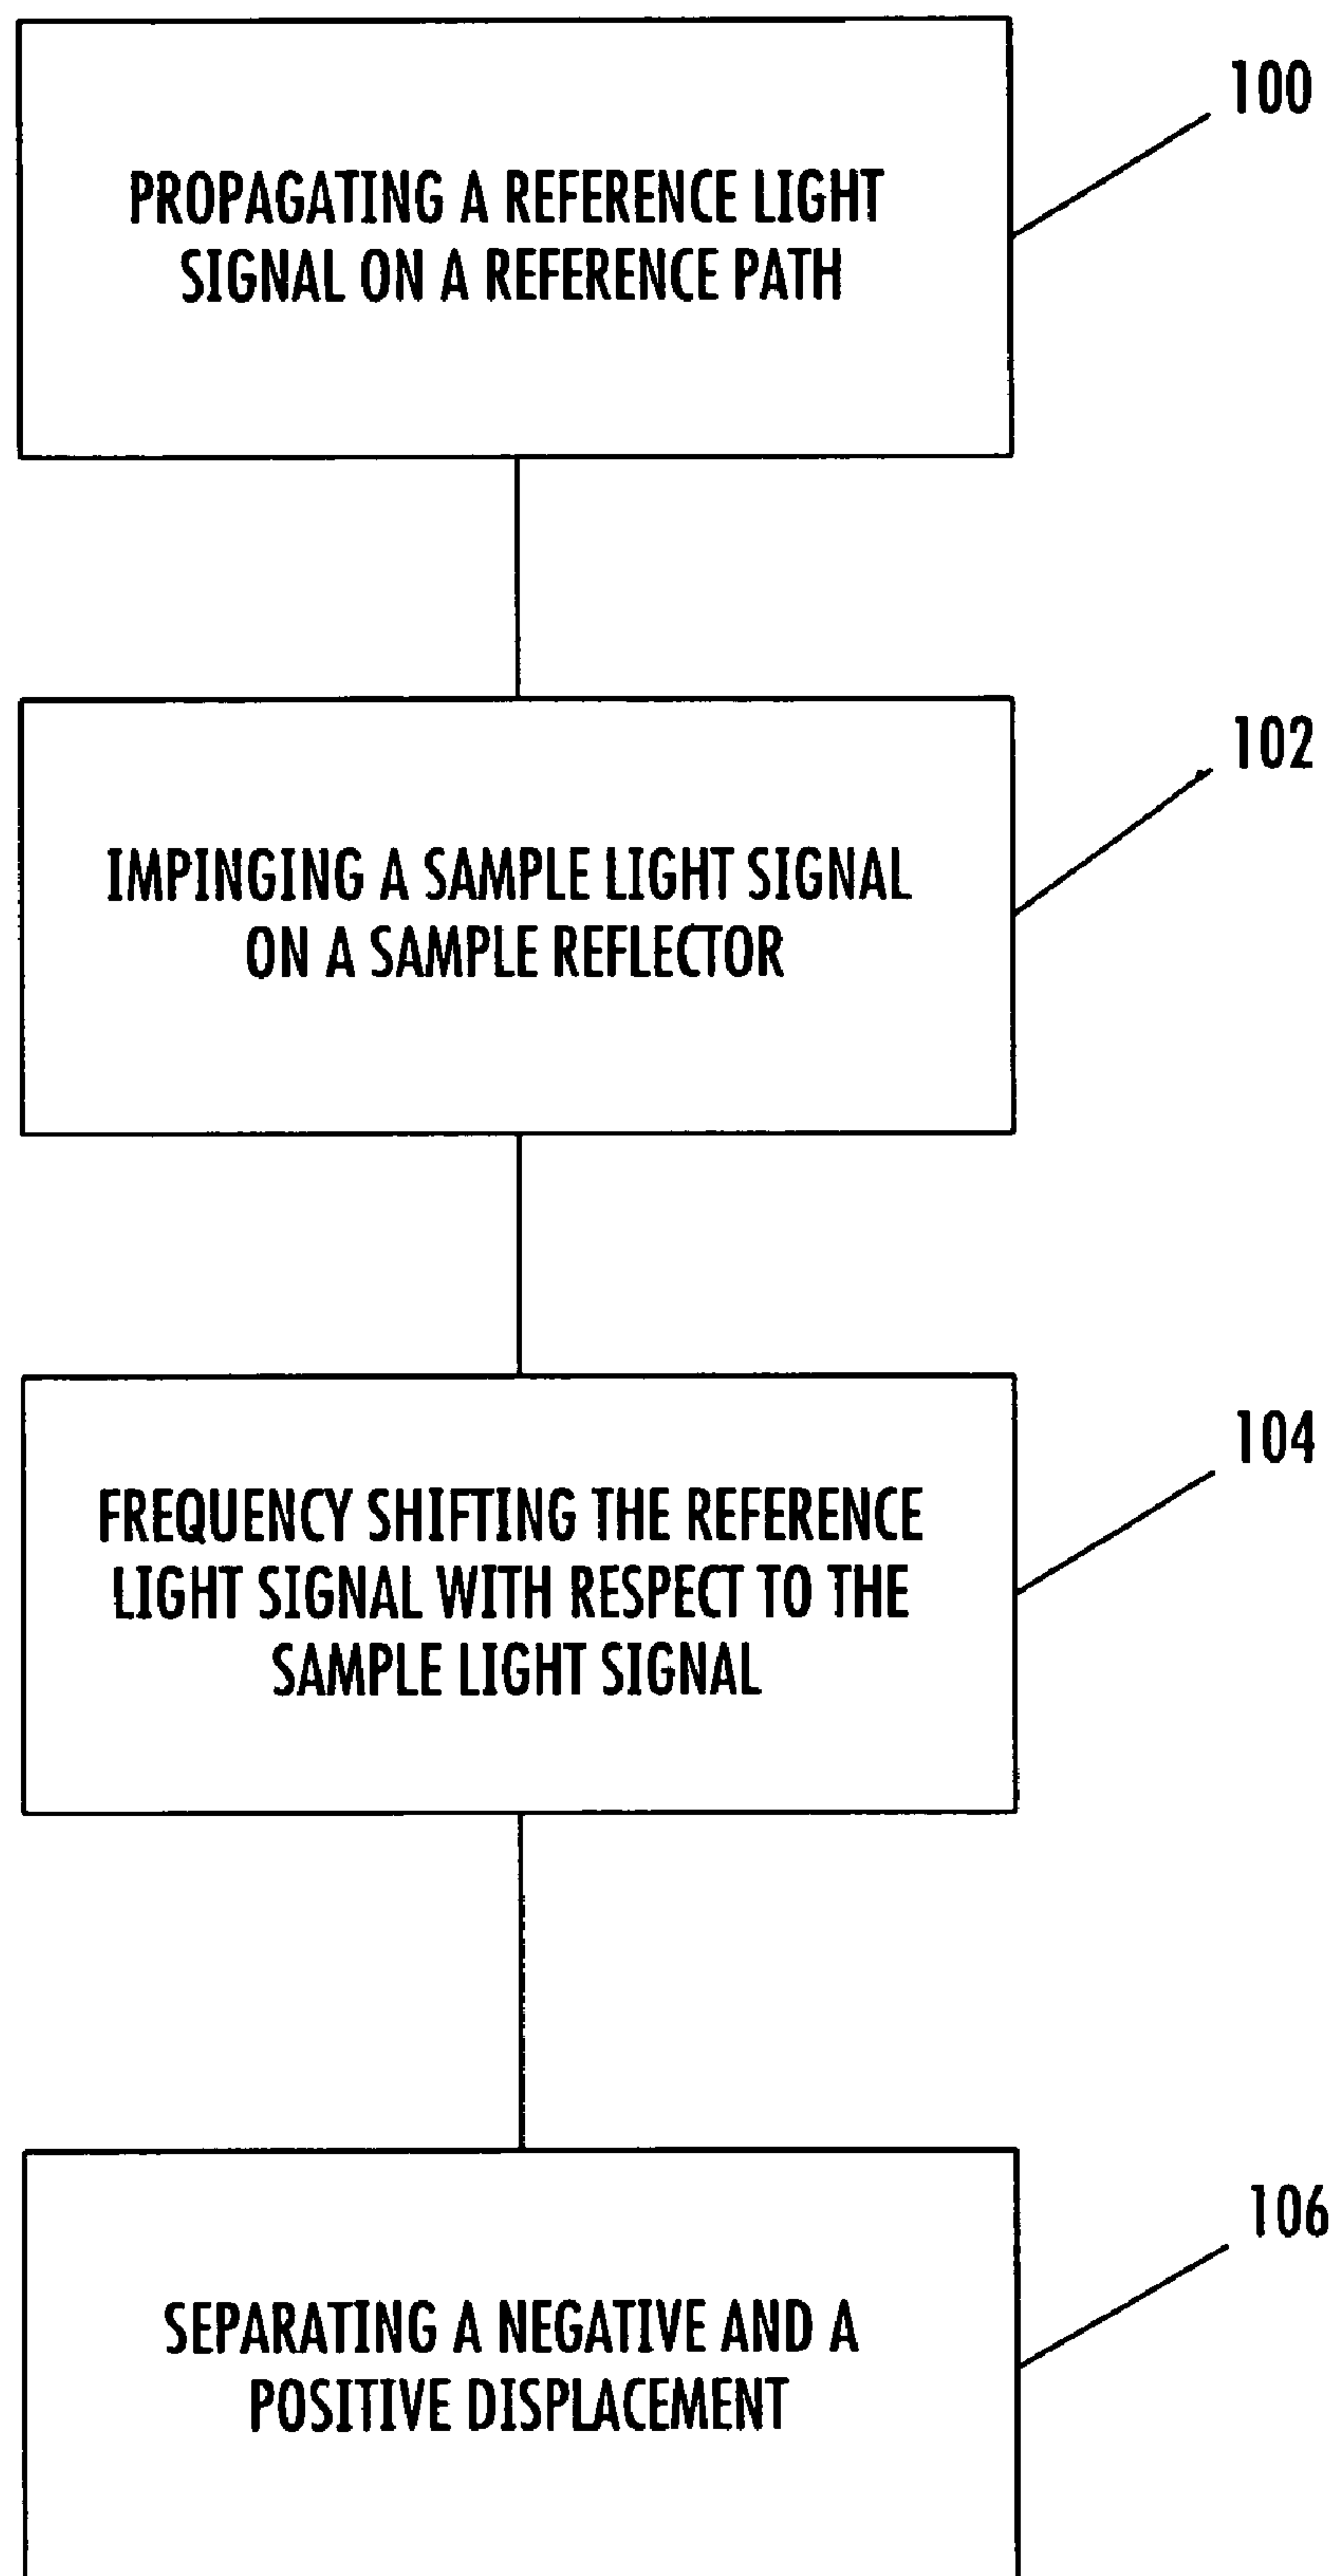 100
PROPAGATING A REFERENCE LIGHT
SIGNAL ON A REFERENCE PATH
102
IMPINGING A SAMPLE LIGHT SIGNAL
ON A SAMPLE REFLECTOR
104
FREQUENCY SHIFTING THE REFERENCE
LIGHT SIGNAL WITH RESPECT TO THE
SAMPLE LIGHT SIGNAL
106
SEPARATING A NEGATIVE AND A
POSITIVE DISPLACEMENT